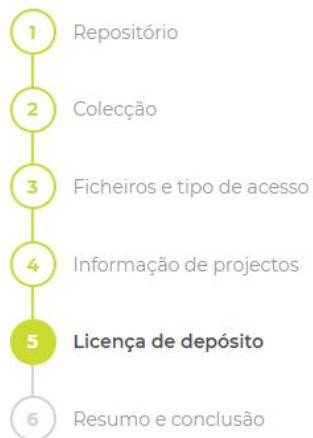 1 Repositório
2 Colecção
3 Ficheiros e tipo de acesso
4 Informação de projectos
5 Licença de depósito
6 Resumo e conclusão